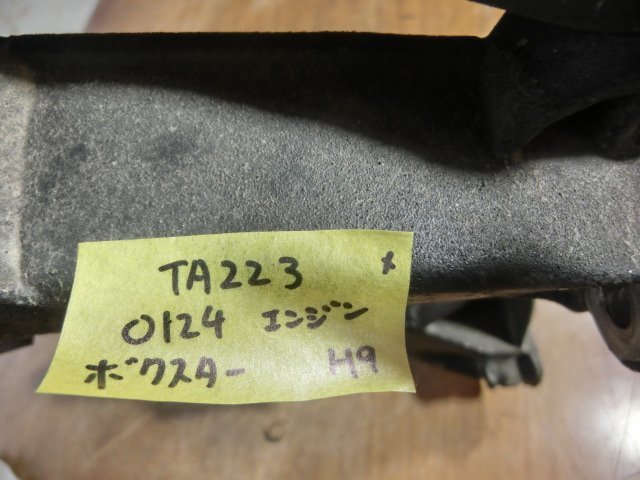 TA223 x
0124 エンジン
ボクスター H9